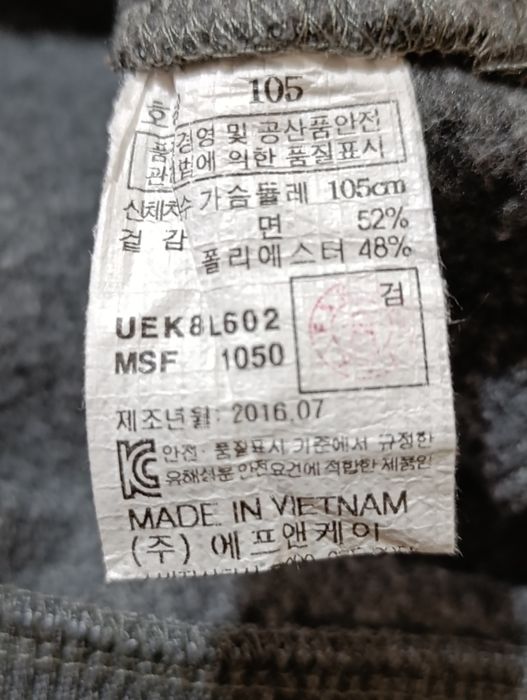 호 105
품 경영 및 공산품안전
관 법에 의한 품질표시
신체치수 가슴둘레 105cm
겉감 면 52%
폴리에스터 48%
검
UEK8L602
MSF 1050
제조년월: 2016.07
안전·품질표시 기준에서 규정한
유해성분 안전요건에 적합한 제품임
MADE IN VIETNAM
(주) 에프앤케이